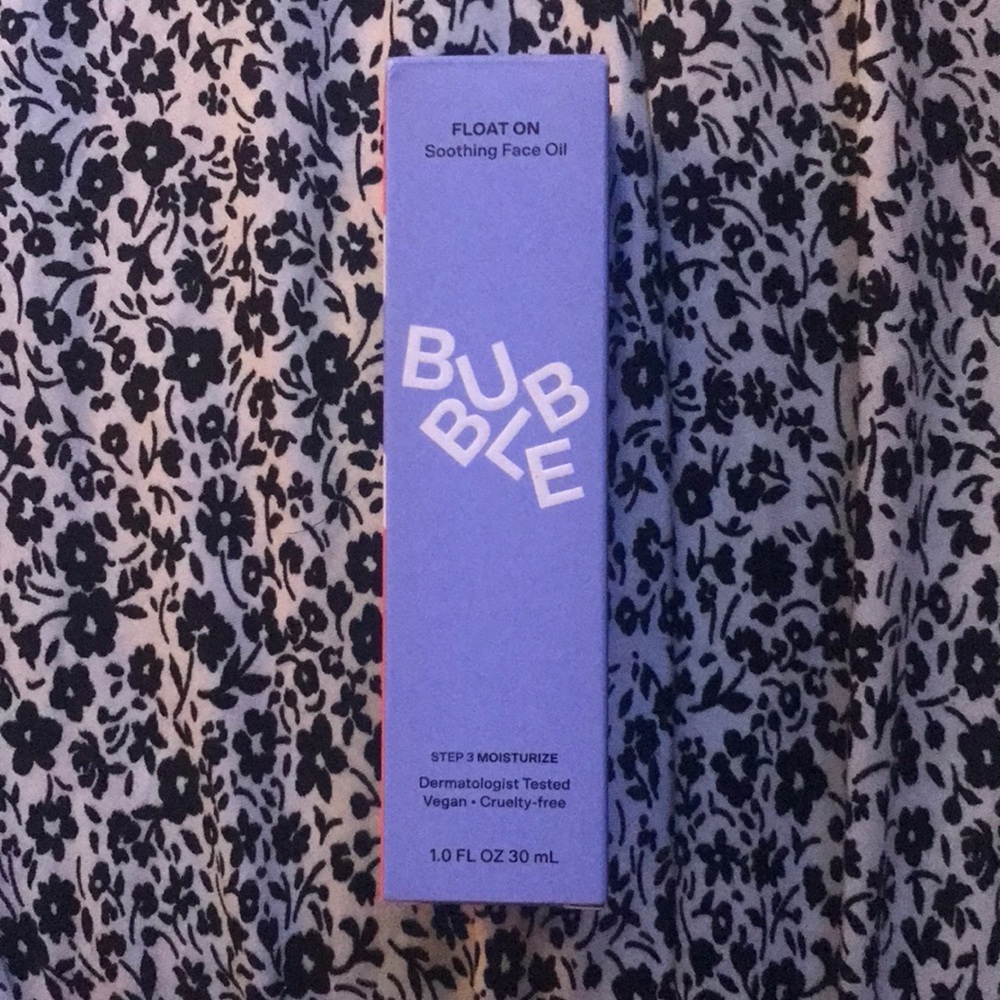 FLOAT ON
Soothing Face Oil
BUB
BLE
STEP 3 MOISTURIZE
Dermatologist Tested
Vegan • Cruelty-free
1.0 FL OZ 30 mL